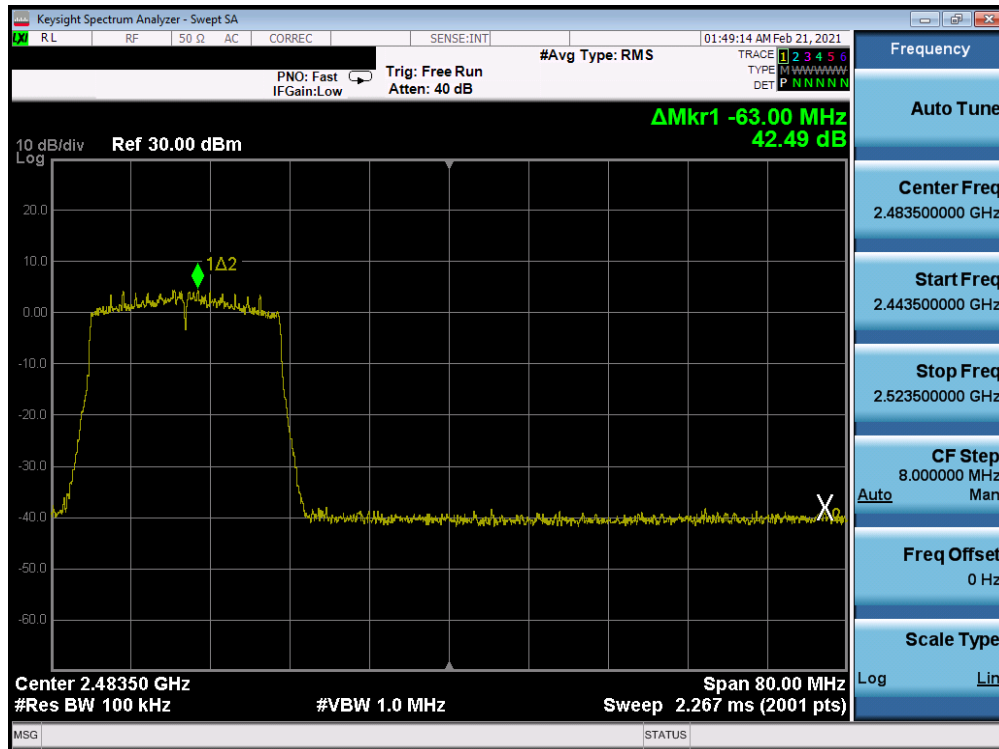 Keysight Spectrum Analyzer - Swept SA
LXI RL RF 50 Ω AC CORREC SENSE:INT 01:49:14 AM Feb 21, 2021
#Avg Type: RMS TRACE 1 2 3 4 5 6
PNO: Fast Trig: Free Run TYPE M W W W W W
IFGain:Low Atten: 40 dB DET P N N N N N
ΔMkr1 -63.00 MHz
42.49 dB
10 dB/div Ref 30.00 dBm
Log
20.0
10.0
0.00
-10.0
-20.0
-30.0
-40.0
-50.0
-60.0
1Δ2
X
Center 2.48350 GHz Span 80.00 MHz
#Res BW 100 kHz #VBW 1.0 MHz Sweep 2.267 ms (2001 pts)
MSG STATUS
Frequency
Auto Tune
Center Freq
2.483500000 GHz
Start Freq
2.443500000 GHz
Stop Freq
2.523500000 GHz
CF Step
8.000000 MHz
Auto Man
Freq Offset
0 Hz
Scale Type
Log Lin